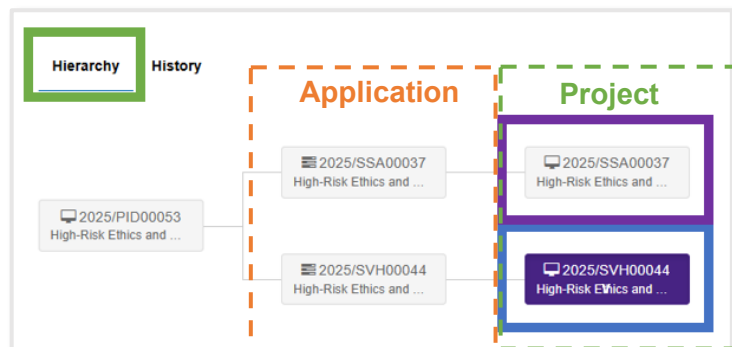 Hierarchy History
Application
Project
2025/SSA00037
High-Risk Ethics and ...
2025/SSA00037
High-Risk Ethics and ...
2025/PID00053
High-Risk Ethics and ...
2025/SVH00044
High-Risk Ethics and ...
2025/SVH00044
High-Risk Ethics and ...